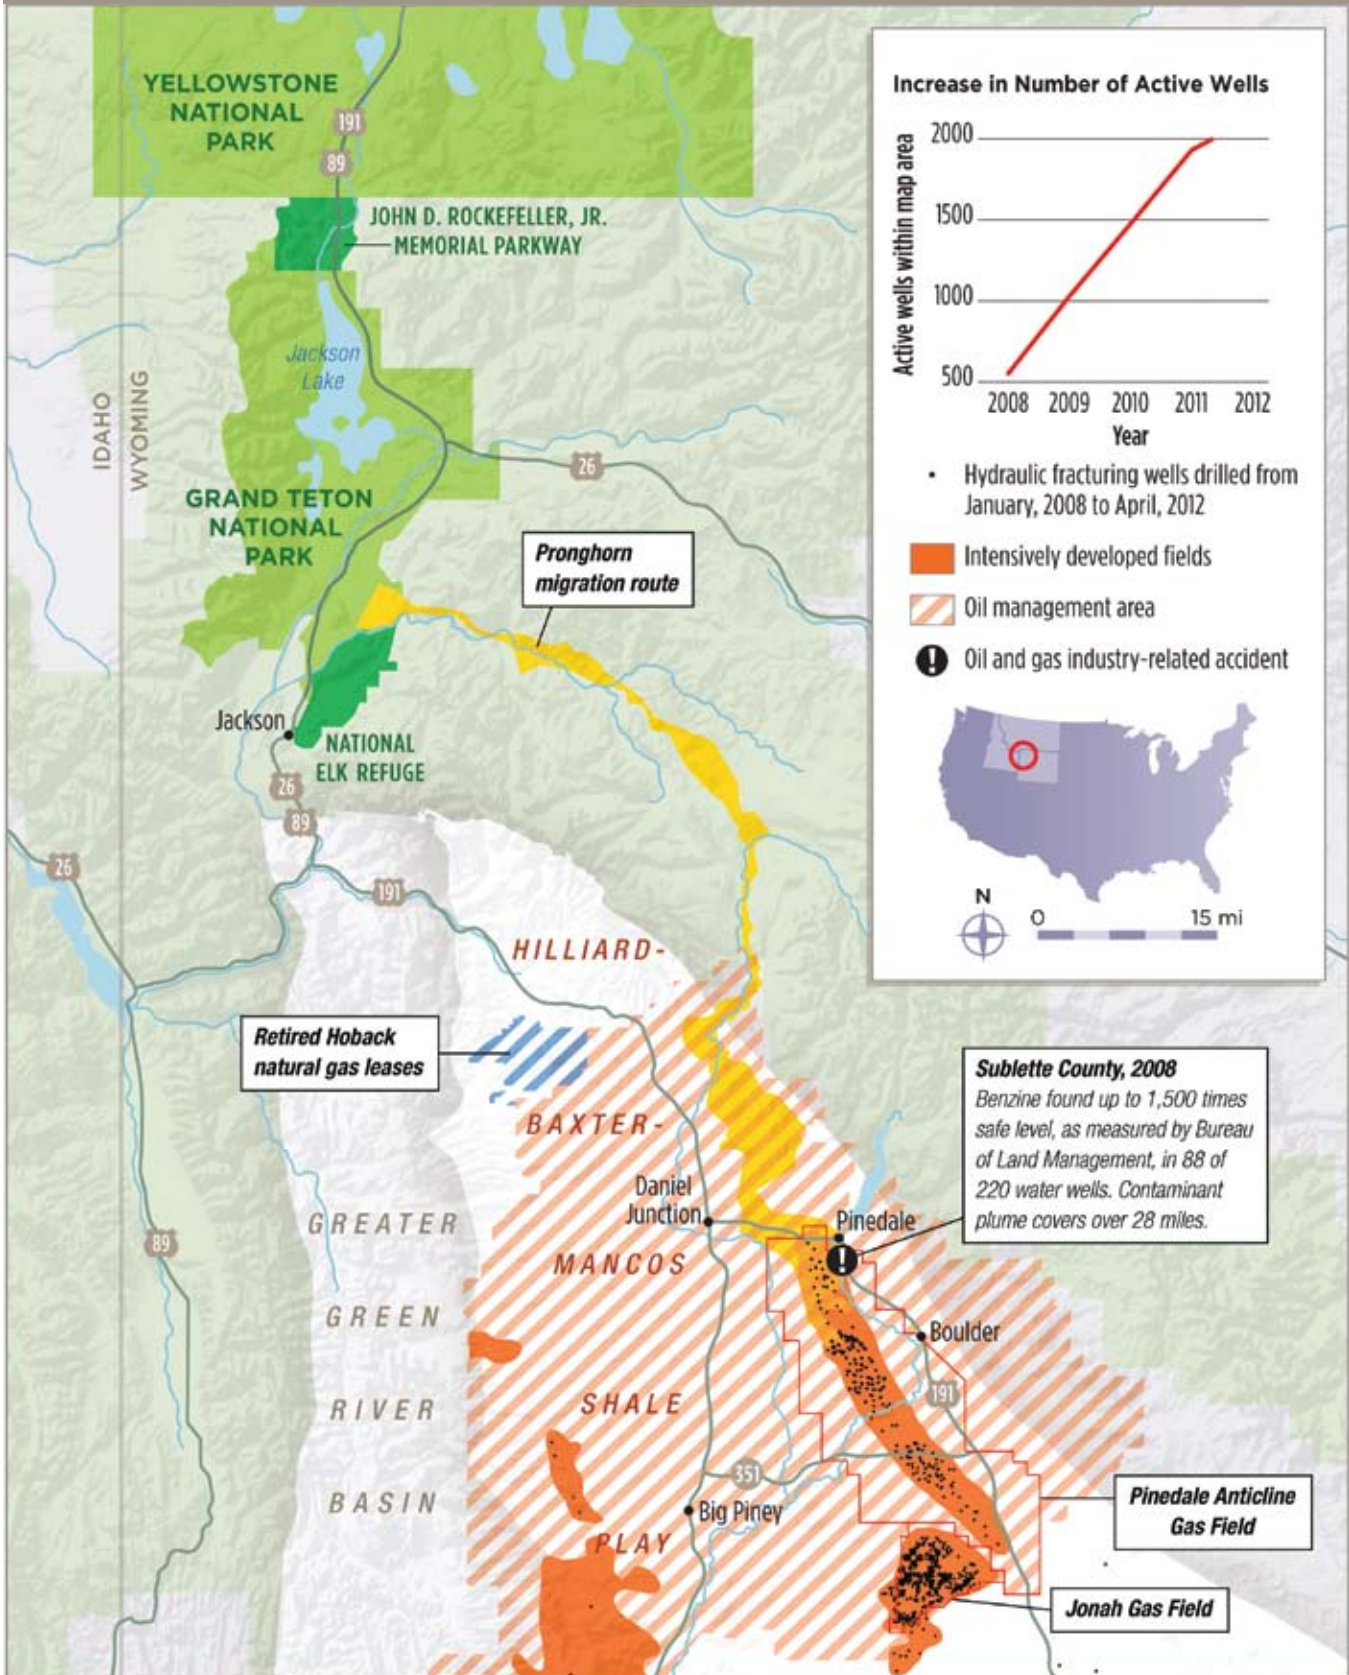 YELLOWSTONE
NATIONAL
PARK
191
89
JOHN D. ROCKEFELLER, JR.
MEMORIAL PARKWAY
Jackson
Lake
IDAHO
WYOMING
GRAND TETON
NATIONAL
PARK
26
Pronghorn
migration route
Jackson
NATIONAL
ELK REFUGE
26
89
26
191
HILLIARD-
Retired Hoback
natural gas leases
BAXTER-
Daniel
Junction
Pinedale
GREATER
89
MANCOS
GREEN
Boulder
191
RIVER
SHALE
351
BASIN
Big Piney
PLAY
Increase in Number of Active Wells
Active wells within map area
2000
1500
1000
500
2008 2009 2010 2011 2012
Year
Hydraulic fracturing wells drilled from
January, 2008 to April, 2012
Intensively developed fields
Oil management area
! Oil and gas industry-related accident
N
0 15 mi
Sublette County, 2008
Benzine found up to 1,500 times
safe level, as measured by Bureau
of Land Management, in 88 of
220 water wells. Contaminant
plume covers over 28 miles.
!
Pinedale Anticline
Gas Field
Jonah Gas Field